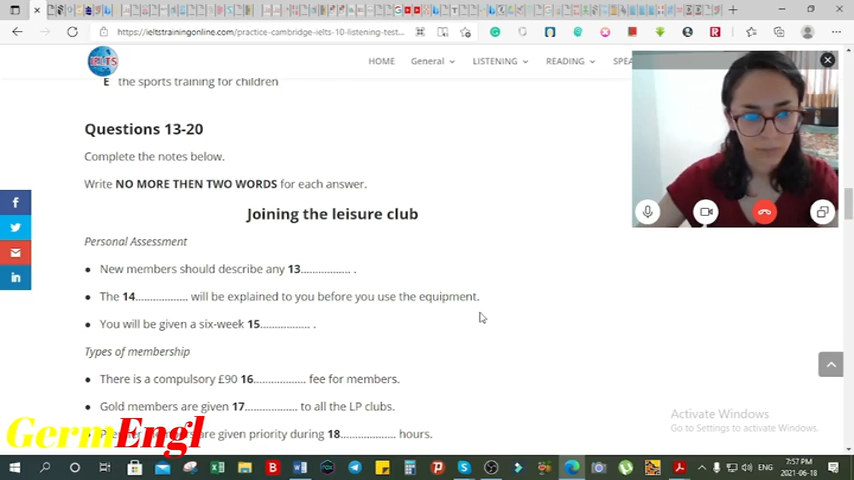 https://ieltstrainingonline.com/practice-cambridge-ielts-10-listening-test...
IELTS
HOME General LISTENING READING SPEA
E the sports training for children
Questions 13-20
Complete the notes below.
Write NO MORE THEN TWO WORDS for each answer.
Joining the leisure club
Personal Assessment
New members should describe any 13................. .
The 14.................. will be explained to you before you use the equipment.
You will be given a six-week 15................. .
Types of membership
There is a compulsory £90 16.................. fee for members.
Gold members are given 17.................. to all the LP clubs.
are given priority during 18................... hours.
GermEngl
Activate Windows
Go to Settings to activate Windows.
ENG
7:57 PM
2021-06-18